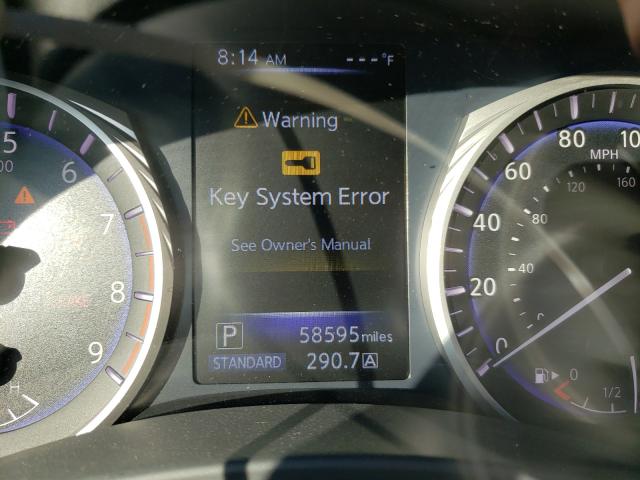 8:14 AM ---°F
Warning
Key System Error
See Owner's Manual
P 58595 miles
STANDARD 290.7 A
5
6
7
8
9
H
80
60
MPH
40
20
0
120
160
80
40
0
1/2